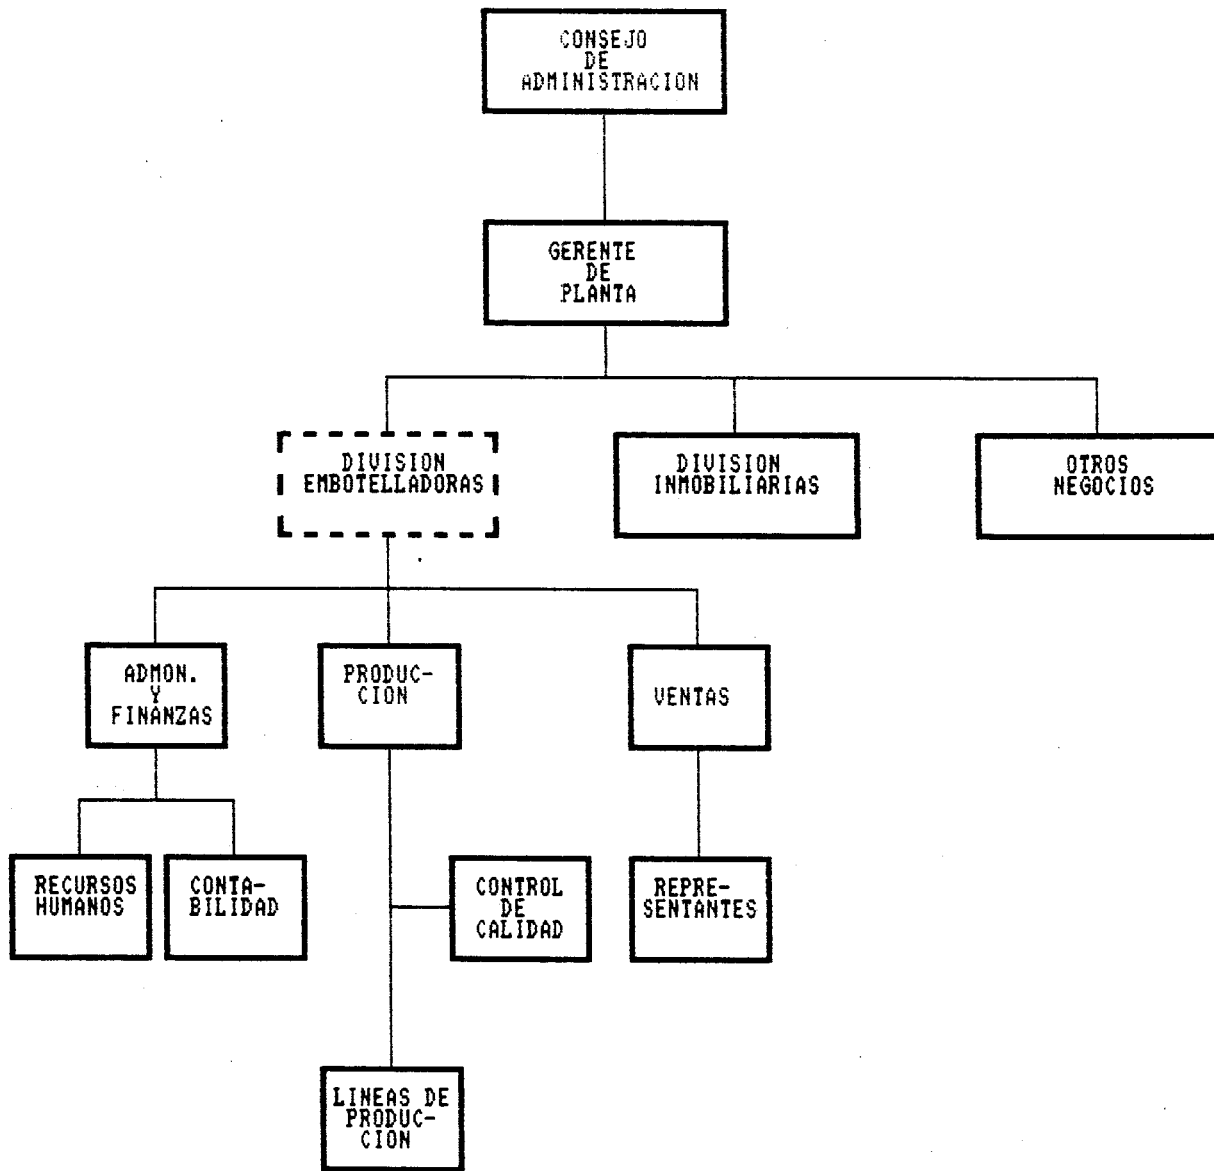 CONSEJO
DE
ADMINISTRACION
GERENTE
DE
PLANTA
DIVISION
EMBOTELLADORAS
DIVISION
INMOBILIARIAS
OTROS
NEGOCIOS
ADMON.
Y
FINANZAS
PRODUC-
CION
VENTAS
RECURSOS
HUMANOS
CONTA-
BILIDAD
CONTROL
DE
CALIDAD
REPRE-
SENTANTES
LINEAS DE
PRODUC-
CION